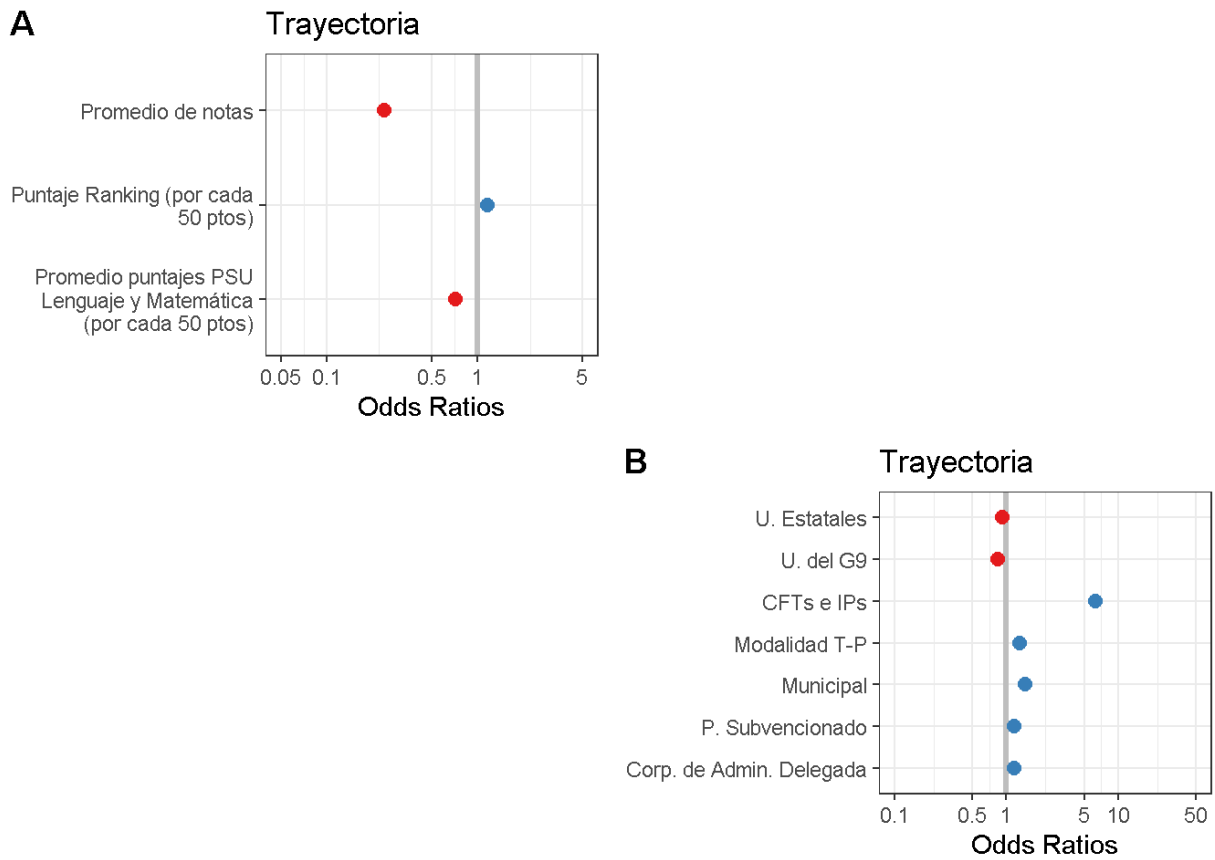 A
Trayectoria
Promedio de notas
Puntaje Ranking (por cada
50 ptos)
Promedio puntajes PSU
Lenguaje y Matemática
(por cada 50 ptos)
0.05 0.1 0.5 1 5
Odds Ratios
B
Trayectoria
U. Estatales
U. del G9
CFTs e IPs
Modalidad T-P
Municipal
P. Subvencionado
Corp. de Admin. Delegada
0.1 0.5 1 5 10 50
Odds Ratios